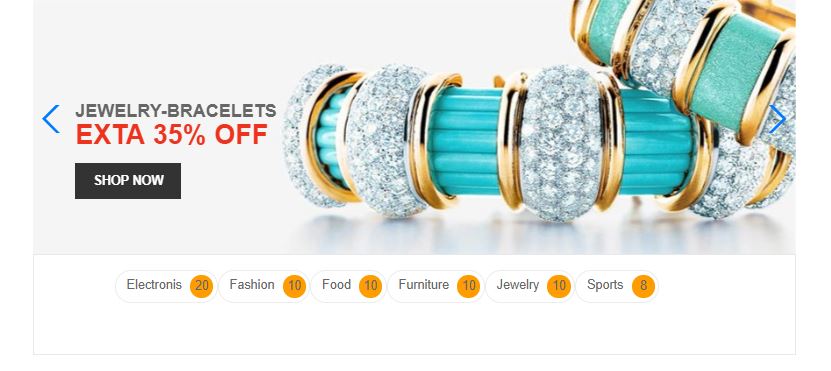 JEWELRY-BRACELETS
EXTA 35% OFF
SHOP NOW
Electronis 20 Fashion 10 Food 10 Furniture 10 Jewelry 10 Sports 8